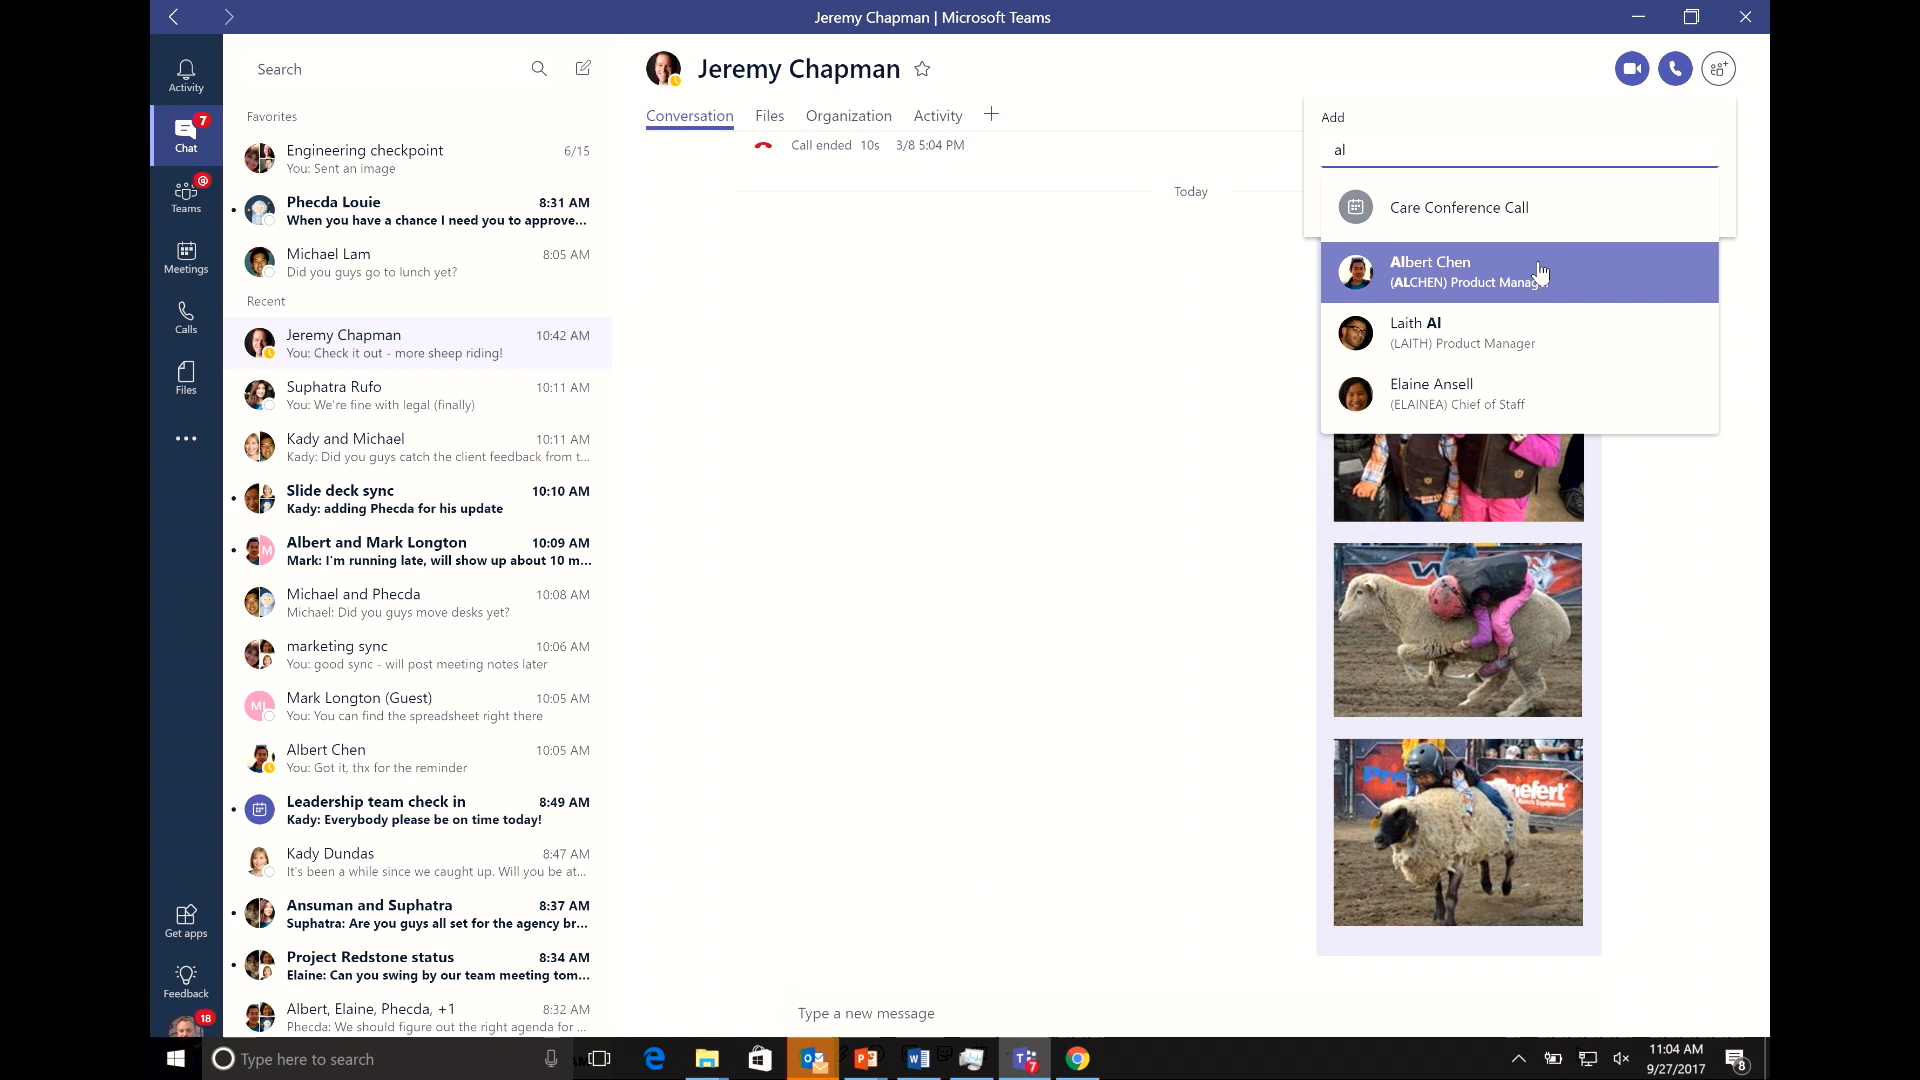 Jeremy Chapman | Microsoft Teams
Activity
7
Chat
@
Teams
Meetings
Calls
Files
Get apps
Feedback
18
Search
Favorites
Engineering checkpoint 6/15
You: Sent an image
Phecda Louie 8:31 AM
When you have a chance I need you to approve...
Michael Lam 8:05 AM
Did you guys go to lunch yet?
Recent
Jeremy Chapman 10:42 AM
You: Check it out - more sheep riding!
Suphatra Rufo 10:11 AM
You: We're fine with legal (finally)
Kady and Michael 10:11 AM
Kady: Did you guys catch the client feedback from t...
Slide deck sync 10:10 AM
Kady: adding Phecda for his update
M
Albert and Mark Longton 10:09 AM
Mark: I'm running late, will show up about 10 m...
Michael and Phecda 10:08 AM
Michael: Did you guys move desks yet?
marketing sync 10:06 AM
You: good sync - will post meeting notes later
ML
Mark Longton (Guest) 10:05 AM
You: You can find the spreadsheet right there
Albert Chen 10:05 AM
You: Got it, thx for the reminder
Leadership team check in 8:49 AM
Kady: Everybody please be on time today!
Kady Dundas 8:47 AM
It's been a while since we caught up. Will you be at...
Ansuman and Suphatra 8:37 AM
Suphatra: Are you guys all set for the agency br...
Project Redstone status 8:34 AM
Elaine: Can you swing by our team meeting tom...
Albert, Elaine, Phecda, +1 8:32 AM
Phecda: We should figure out the right agenda for ...
Jeremy Chapman
Conversation Files Organization Activity
Call ended 10s 3/8 5:04 PM
Today
Add
al
Care Conference Call
Albert Chen
(ALCHEN) Product Manager
Laith Al
(LAITH) Product Manager
Elaine Ansell
(ELAINEA) Chief of Staff
Type a new message
Type here to search
7
11:04 AM
9/27/2017
8